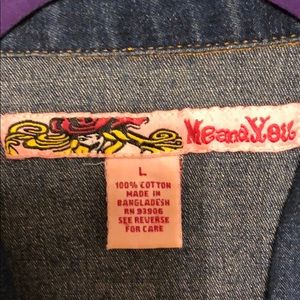 Me and You
L
100% COTTON
MADE IN
BANGLADESH
RN 93906
SEE REVERSE
FOR CARE